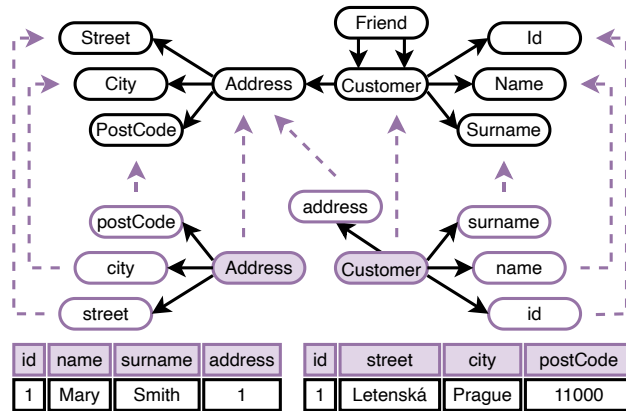 Friend
Street Id
City Address Customer Name
PostCode Surname
address
postCode surname
city Address Customer name
street id
id name surname address
1 Mary Smith 1
id street city postCode
1 Letenská Prague 11000